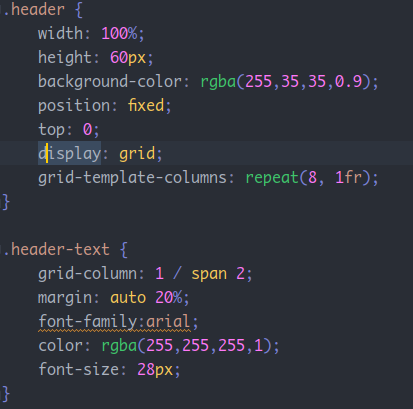 .header {
    width: 100%;
    height: 60px;
    background-color: rgba(255,35,35,0.9);
    position: fixed;
    top: 0;
    display: grid;
    grid-template-columns: repeat(8, 1fr);
}

.header-text {
    grid-column: 1 / span 2;
    margin: auto 20%;
    font-family:arial;
    color: rgba(255,255,255,1);
    font-size: 28px;
}